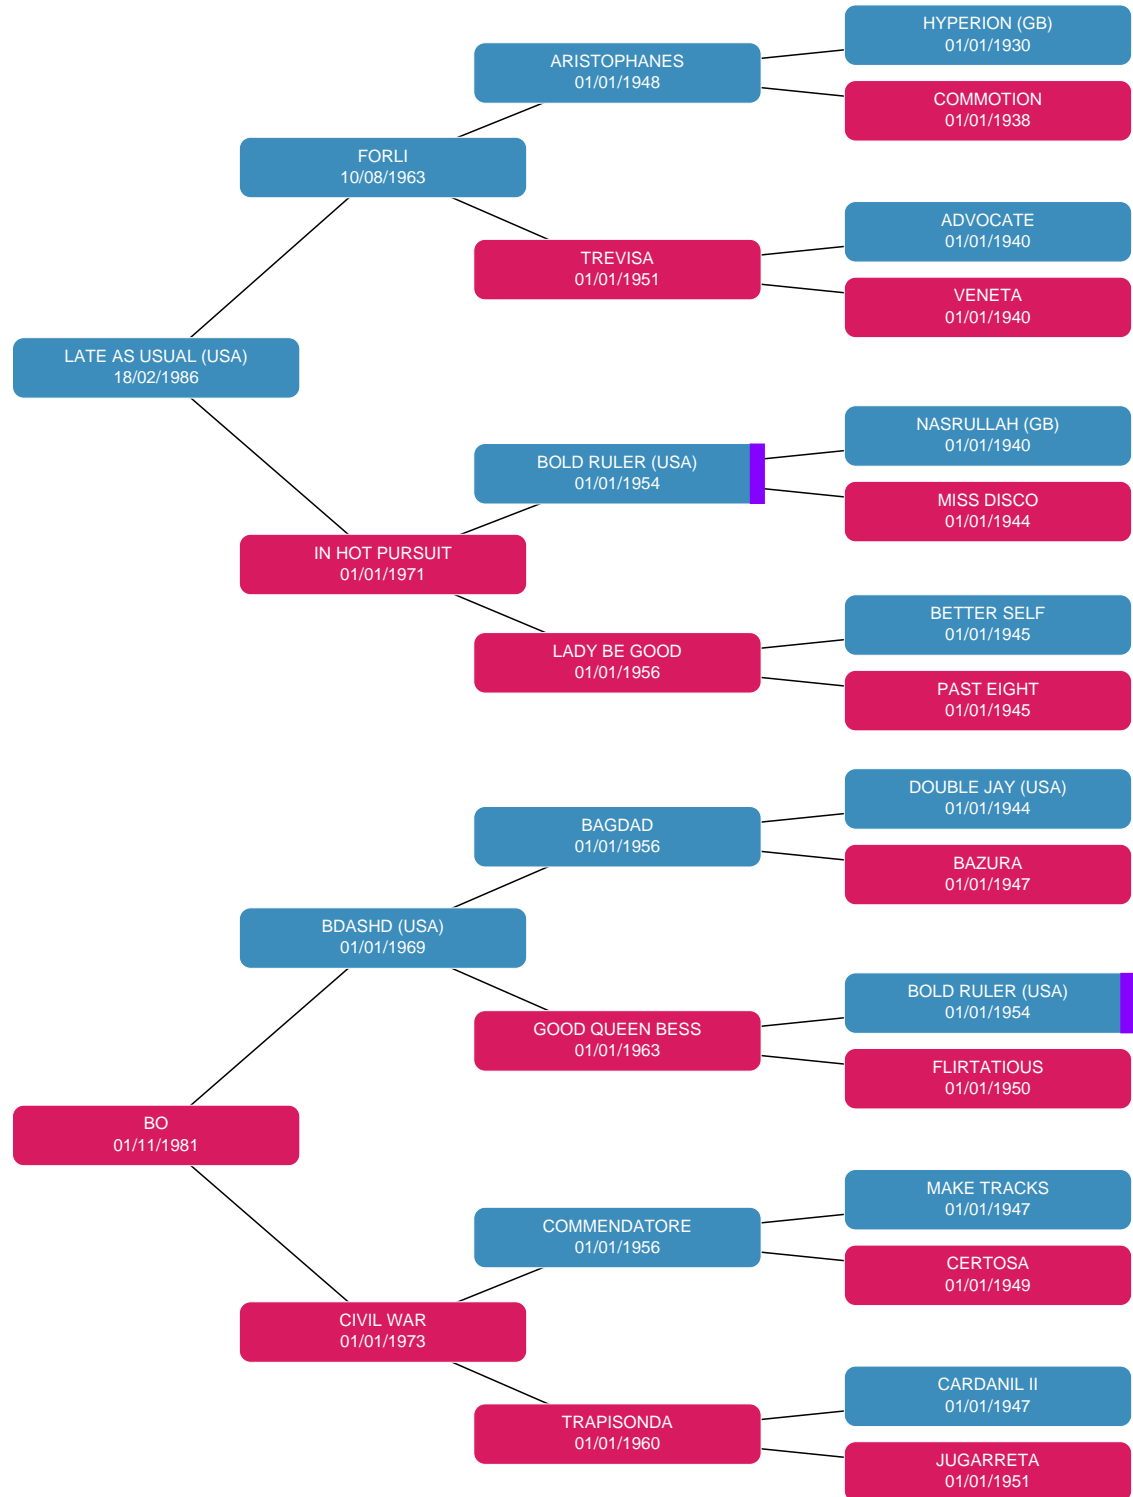 HYPERION (GB)
01/01/1930
ARISTOPHANES
01/01/1948
COMMOTION
01/01/1938
FORLI
10/08/1963
ADVOCATE
01/01/1940
TREVISA
01/01/1951
VENETA
01/01/1940
LATE AS USUAL (USA)
18/02/1986
NASRULLAH (GB)
01/01/1940
BOLD RULER (USA)
01/01/1954
MISS DISCO
01/01/1944
IN HOT PURSUIT
01/01/1971
BETTER SELF
01/01/1945
LADY BE GOOD
01/01/1956
PAST EIGHT
01/01/1945
DOUBLE JAY (USA)
01/01/1944
BAGDAD
01/01/1956
BAZURA
01/01/1947
BDASHD (USA)
01/01/1969
BOLD RULER (USA)
01/01/1954
GOOD QUEEN BESS
01/01/1963
FLIRTATIOUS
01/01/1950
BO
01/11/1981
MAKE TRACKS
01/01/1947
COMMENDATORE
01/01/1956
CERTOSA
01/01/1949
CIVIL WAR
01/01/1973
CARDANIL II
01/01/1947
TRAPISONDA
01/01/1960
JUGARRETA
01/01/1951